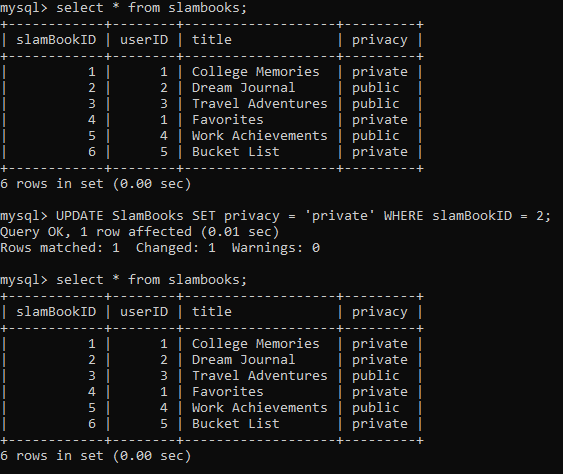 mysql> select * from slambooks;
+------------+--------+-------------------+---------+
| slamBookID | userID | title             | privacy |
+------------+--------+-------------------+---------+
|          1 |      1 | College Memories  | private |
|          2 |      2 | Dream Journal     | public  |
|          3 |      3 | Travel Adventures | public  |
|          4 |      1 | Favorites         | private |
|          5 |      4 | Work Achievements | public  |
|          6 |      5 | Bucket List       | private |
+------------+--------+-------------------+---------+
6 rows in set (0.00 sec)
mysql> UPDATE SlamBooks SET privacy = 'private' WHERE slamBookID = 2;
Query OK, 1 row affected (0.01 sec)
Rows matched: 1  Changed: 1  Warnings: 0
mysql> select * from slambooks;
+------------+--------+-------------------+---------+
| slamBookID | userID | title             | privacy |
+------------+--------+-------------------+---------+
|          1 |      1 | College Memories  | private |
|          2 |      2 | Dream Journal     | private |
|          3 |      3 | Travel Adventures | public  |
|          4 |      1 | Favorites         | private |
|          5 |      4 | Work Achievements | public  |
|          6 |      5 | Bucket List       | private |
+------------+--------+-------------------+---------+
6 rows in set (0.00 sec)